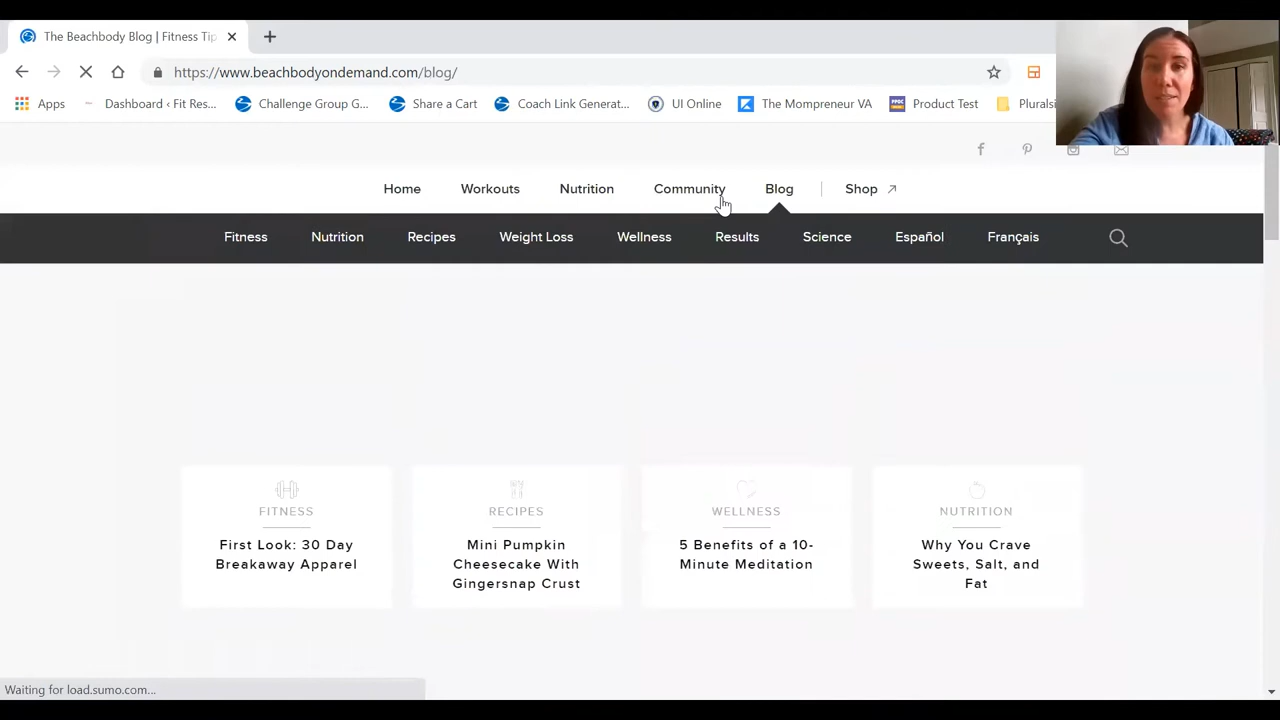 The Beachbody Blog | Fitness Tip
https://www.beachbodyondemand.com/blog/
Apps Dashboard ‹ Fit Res... Challenge Group G... Share a Cart Coach Link Generat... UI Online The Mompreneur VA Product Test Pluralsi
Home Workouts Nutrition Community Blog Shop
Fitness Nutrition Recipes Weight Loss Wellness Results Science Español Français
FITNESS
First Look: 30 Day
Breakaway Apparel
RECIPES
Mini Pumpkin
Cheesecake With
Gingersnap Crust
WELLNESS
5 Benefits of a 10-
Minute Meditation
NUTRITION
Why You Crave
Sweets, Salt, and
Fat
Waiting for load.sumo.com...